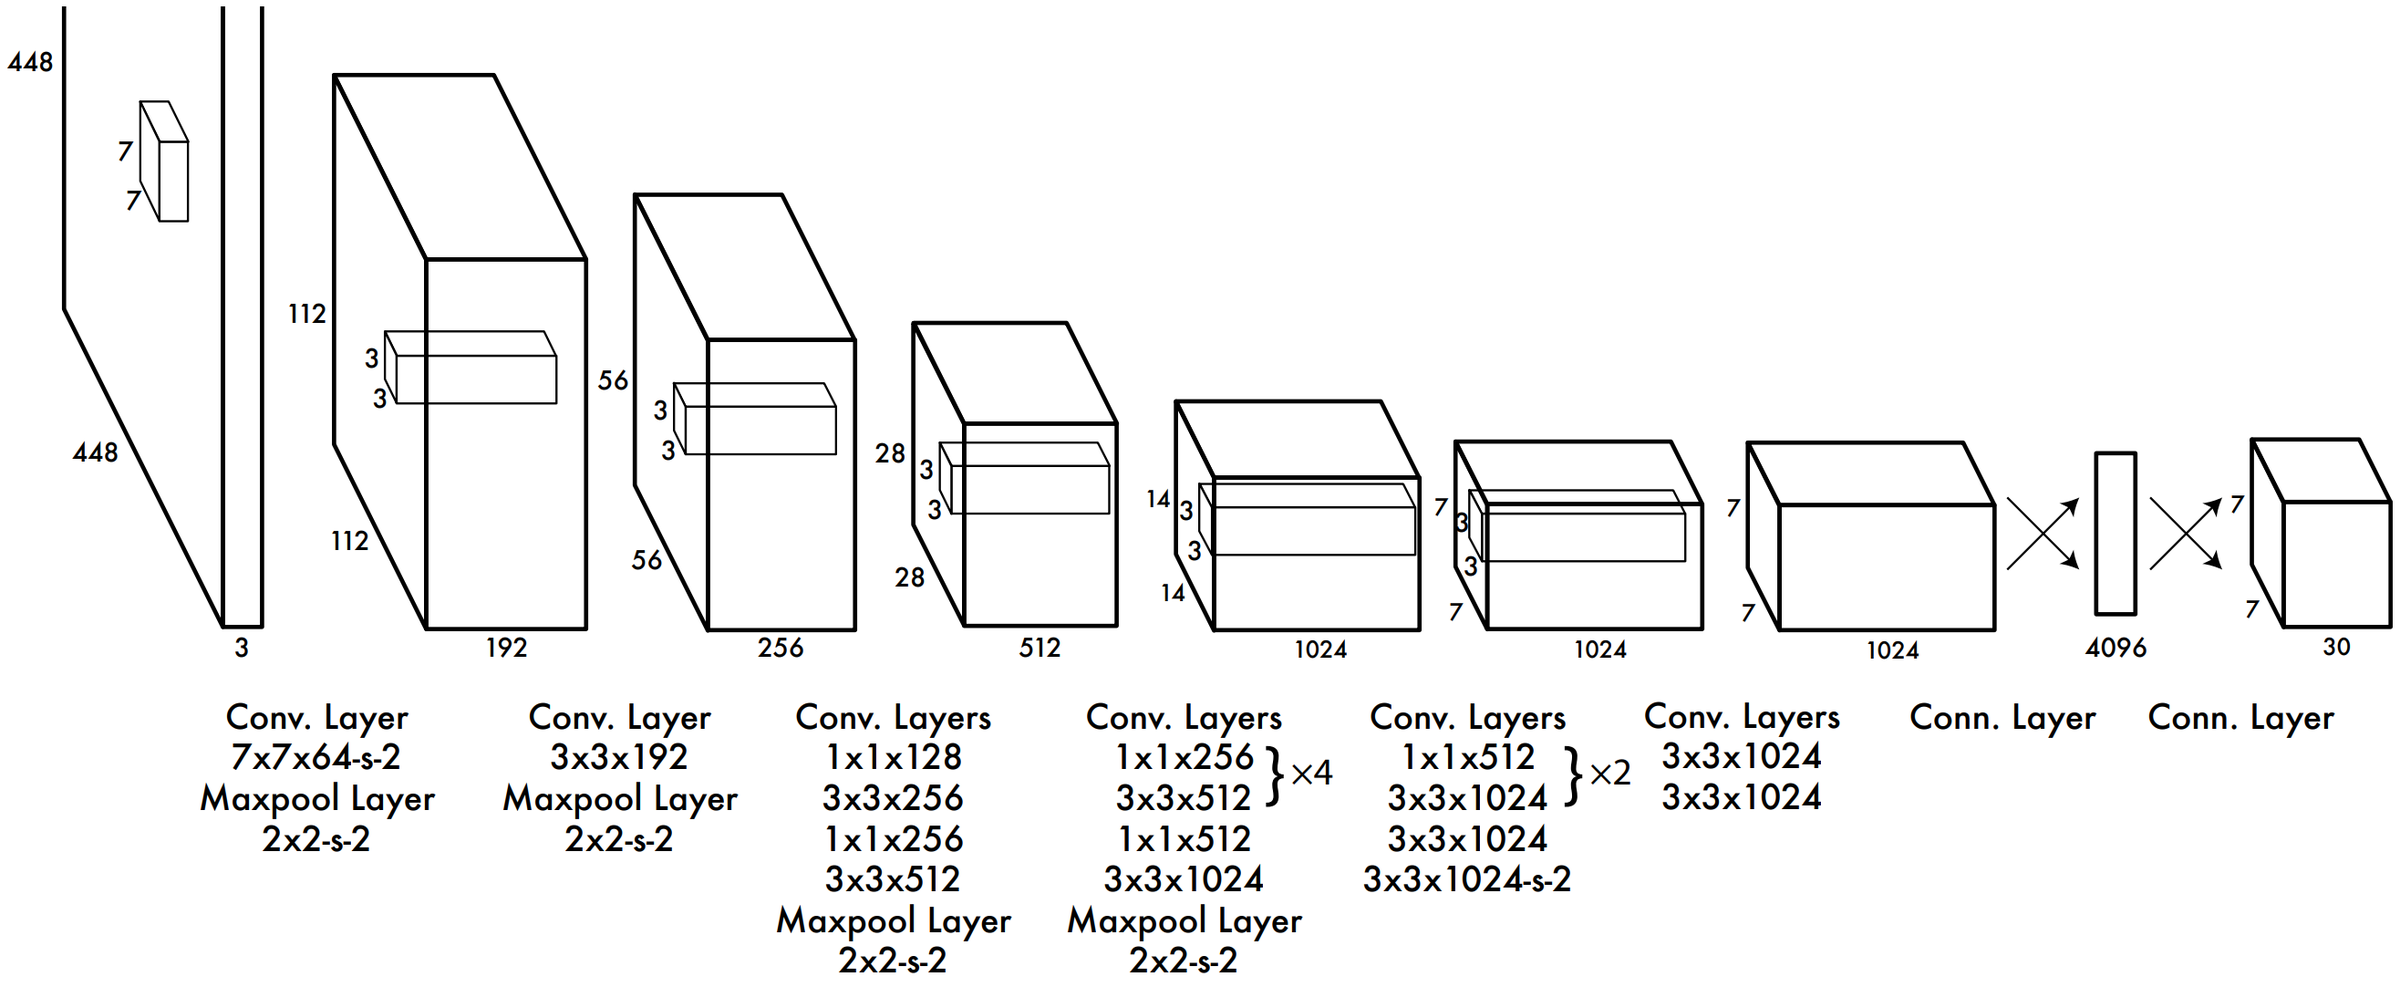 448
448
7
7
3
112
112
3
3
192
56
56
3
3
256
28
28
3
3
512
14
14
3
3
1024
7
7
3
3
1024
7
7
1024
4096
7
7
30
Conv. Layer
7x7x64-s-2
Maxpool Layer
2x2-s-2
Conv. Layer
3x3x192
Maxpool Layer
2x2-s-2
Conv. Layers
1x1x128
3x3x256
1x1x256
3x3x512
Maxpool Layer
2x2-s-2
Conv. Layers
1x1x256
3x3x512
} ×4
1x1x512
3x3x1024
Maxpool Layer
2x2-s-2
Conv. Layers
1x1x512
3x3x1024
} ×2
3x3x1024
3x3x1024-s-2
Conv. Layers
3x3x1024
3x3x1024
Conn. Layer
Conn. Layer